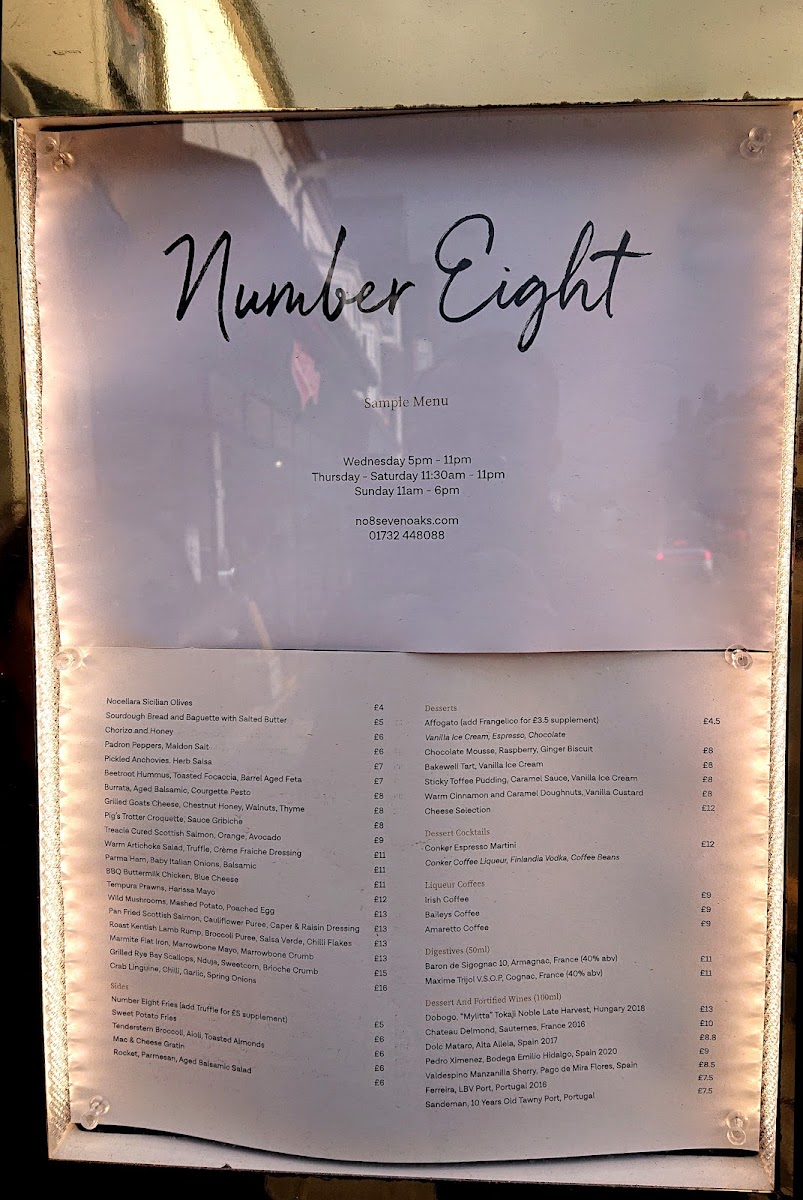 Number Eight
Sample Menu
Wednesday 5pm - 11pm
Thursday - Saturday 11:30am - 11pm
Sunday 11am - 6pm
no8sevenoaks.com
01732 448088
Nocellara Sicilian Olives £4
Sourdough Bread and Baguette with Salted Butter £5
Chorizo and Honey £6
Padron Peppers, Maldon Salt £6
Pickled Anchovies, Herb Salsa £7
Beetroot Hummus, Toasted Focaccia, Barrel Aged Feta £7
Burrata, Aged Balsamic, Courgette Pesto £8
Grilled Goats Cheese, Chestnut Honey, Walnuts, Thyme £8
Pig's Trotter Croquette, Sauce Gribiche £8
Treacle Cured Scottish Salmon, Orange, Avocado £9
Warm Artichoke Salad, Truffle, Crème Fraiche Dressing £11
Parma Ham, Baby Italian Onions, Balsamic £11
BBQ Buttermilk Chicken, Blue Cheese £11
Tempura Prawns, Harissa Mayo £12
Wild Mushrooms, Mashed Potato, Poached Egg £13
Pan Fried Scottish Salmon, Cauliflower Puree, Caper & Raisin Dressing £13
Roast Kentish Lamb Rump, Broccoli Puree, Salsa Verde, Chilli Flakes £13
Marmite Flat Iron, Marrowbone Mayo, Marrowbone Crumb £13
Grilled Rye Bay Scallops, Nduja, Sweetcorn, Brioche Crumb £15
Crab Linguine, Chilli, Garlic, Spring Onions £16
Sides
Number Eight Fries (add Truffle for £5 supplement) £5
Sweet Potato Fries £6
Tenderstem Broccoli, Aioli, Toasted Almonds £6
Mac & Cheese Gratin £6
Rocket, Parmesan, Aged Balsamic Salad £6
Desserts
Affogato (add Frangelico for £3.5 supplement) £4.5
Vanilla Ice Cream, Espresso, Chocolate
Chocolate Mousse, Raspberry, Ginger Biscuit £8
Bakewell Tart, Vanilla Ice Cream £8
Sticky Toffee Pudding, Caramel Sauce, Vanilla Ice Cream £8
Warm Cinnamon and Caramel Doughnuts, Vanilla Custard £8
Cheese Selection £12
Dessert Cocktails
Conker Espresso Martini £12
Conker Coffee Liqueur, Finlandia Vodka, Coffee Beans
Liqueur Coffees
Irish Coffee £9
Baileys Coffee £9
Amaretto Coffee £9
Digestives (50ml)
Baron de Sigognac 10, Armagnac, France (40% abv) £11
Maxime Trijol V.S.O.P, Cognac, France (40% abv) £11
Dessert And Fortified Wines (100ml)
Dobogo, "Mylitta" Tokaji Noble Late Harvest, Hungary 2018 £13
Chateau Delmond, Sauternes, France 2016 £10
Dolc Mataro, Alta Alleia, Spain 2017 £8.8
Pedro Ximenez, Bodega Emilio Hidalgo, Spain 2020 £9
Valdespino Manzanilla Sherry, Pago de Mira Flores, Spain £8.5
Ferreira, LBV Port, Portugal 2016 £7.5
Sandeman, 10 Years Old Tawny Port, Portugal £7.5